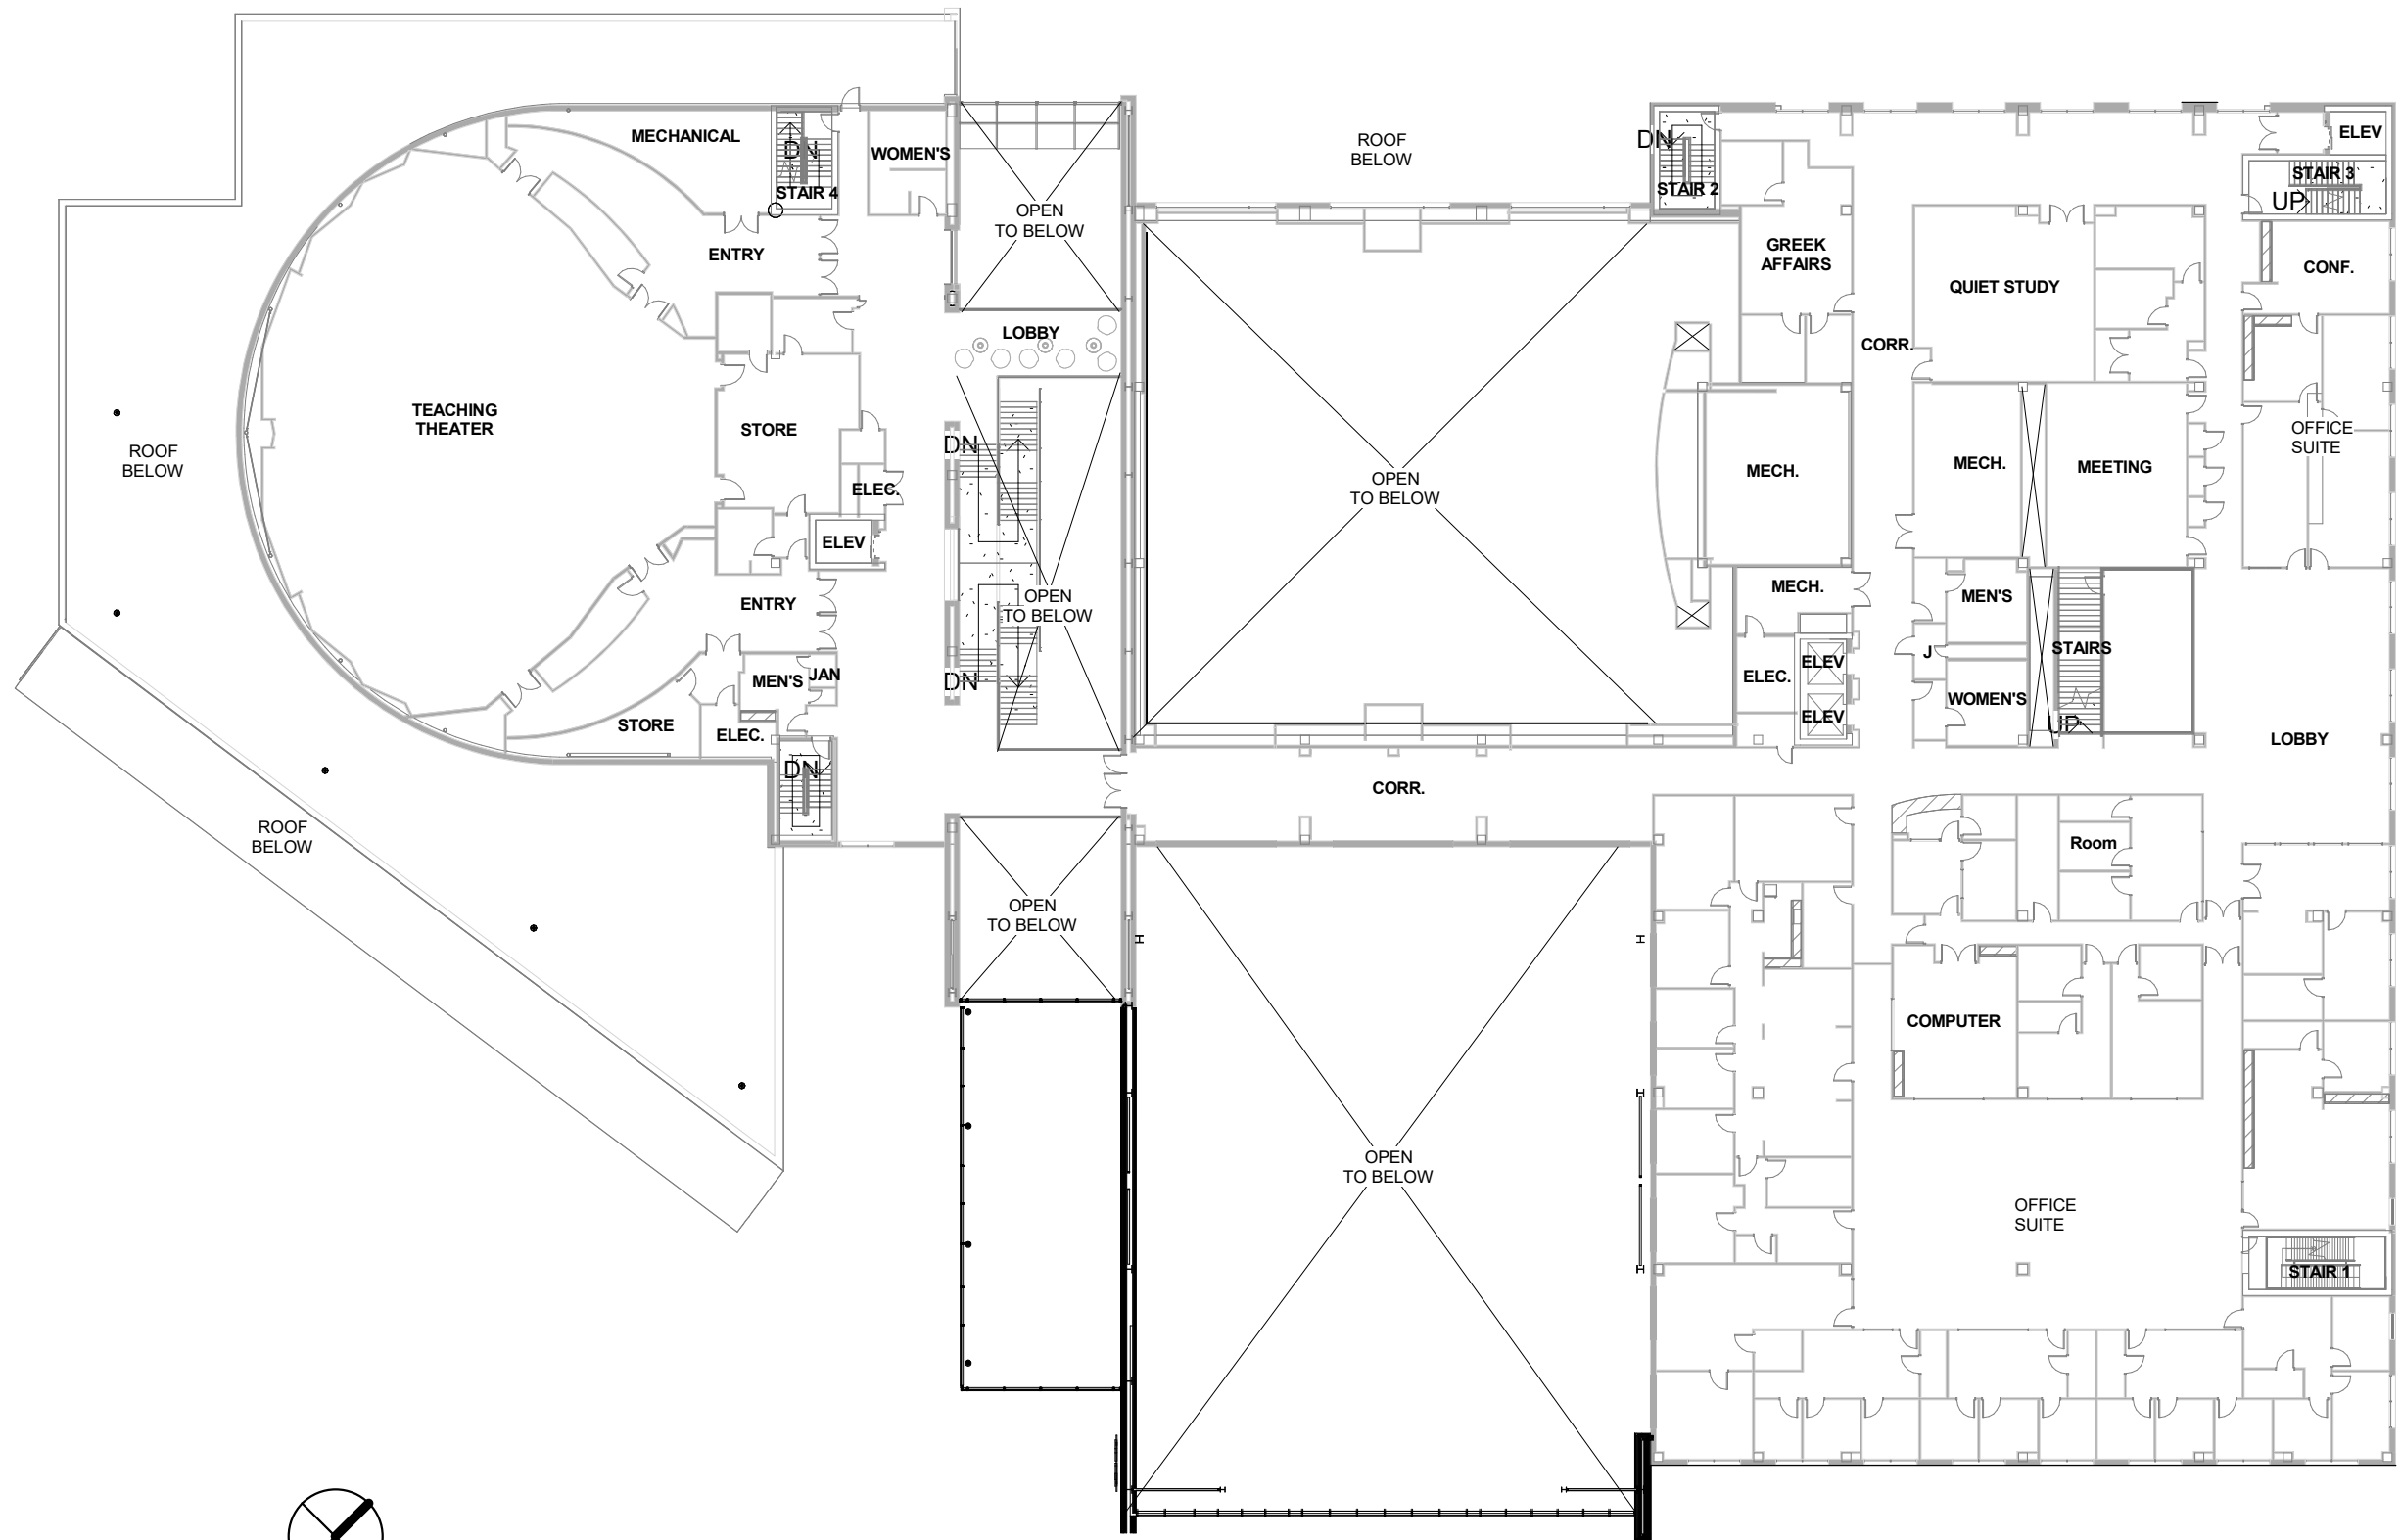 MECHANICAL
DN
STAIR 4
WOMEN'S
ROOF
BELOW
DN
STAIR 2
ELEV
STAIR 3
UP
OPEN
TO BELOW
ENTRY
GREEK
AFFAIRS
CONF.
QUIET STUDY
LOBBY
CORR.
TEACHING
THEATER
STORE
ROOF
BELOW
DN
OFFICE
SUITE
MECH.
MECH.
MEETING
OPEN
TO BELOW
ELEC.
ELEV
ENTRY
OPEN
TO BELOW
MECH.
MEN'S
STAIRS
J
ELEV
ELEC.
MEN'S
JAN
DN
WOMEN'S
ELEV
UP
STORE
ELEC.
LOBBY
DN
CORR.
ROOF
BELOW
Room
OPEN
TO BELOW
COMPUTER
OPEN
TO BELOW
OFFICE
SUITE
STAIR 1